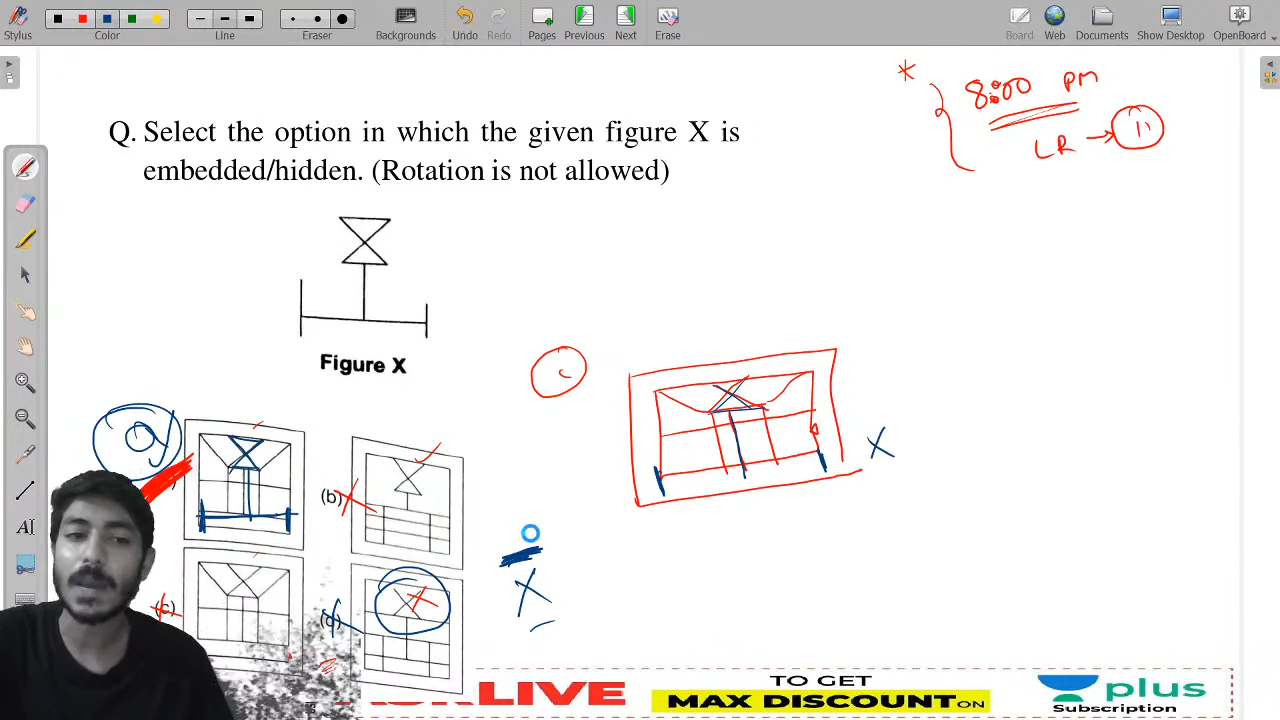 Stylus
Color
Line
Eraser
Backgrounds
Undo
Redo
Pages
Previous
Next
Erase
Board
Web
Documents
Show Desktop
OpenBoard
*
8:00 PM
LR → 11
Q. Select the option in which the given figure X is
embedded/hidden. (Rotation is not allowed)
Figure X
(b)
(c)
(d)
X
X
LIVE
TO GET
MAX DISCOUNT ON
plus
Subscription